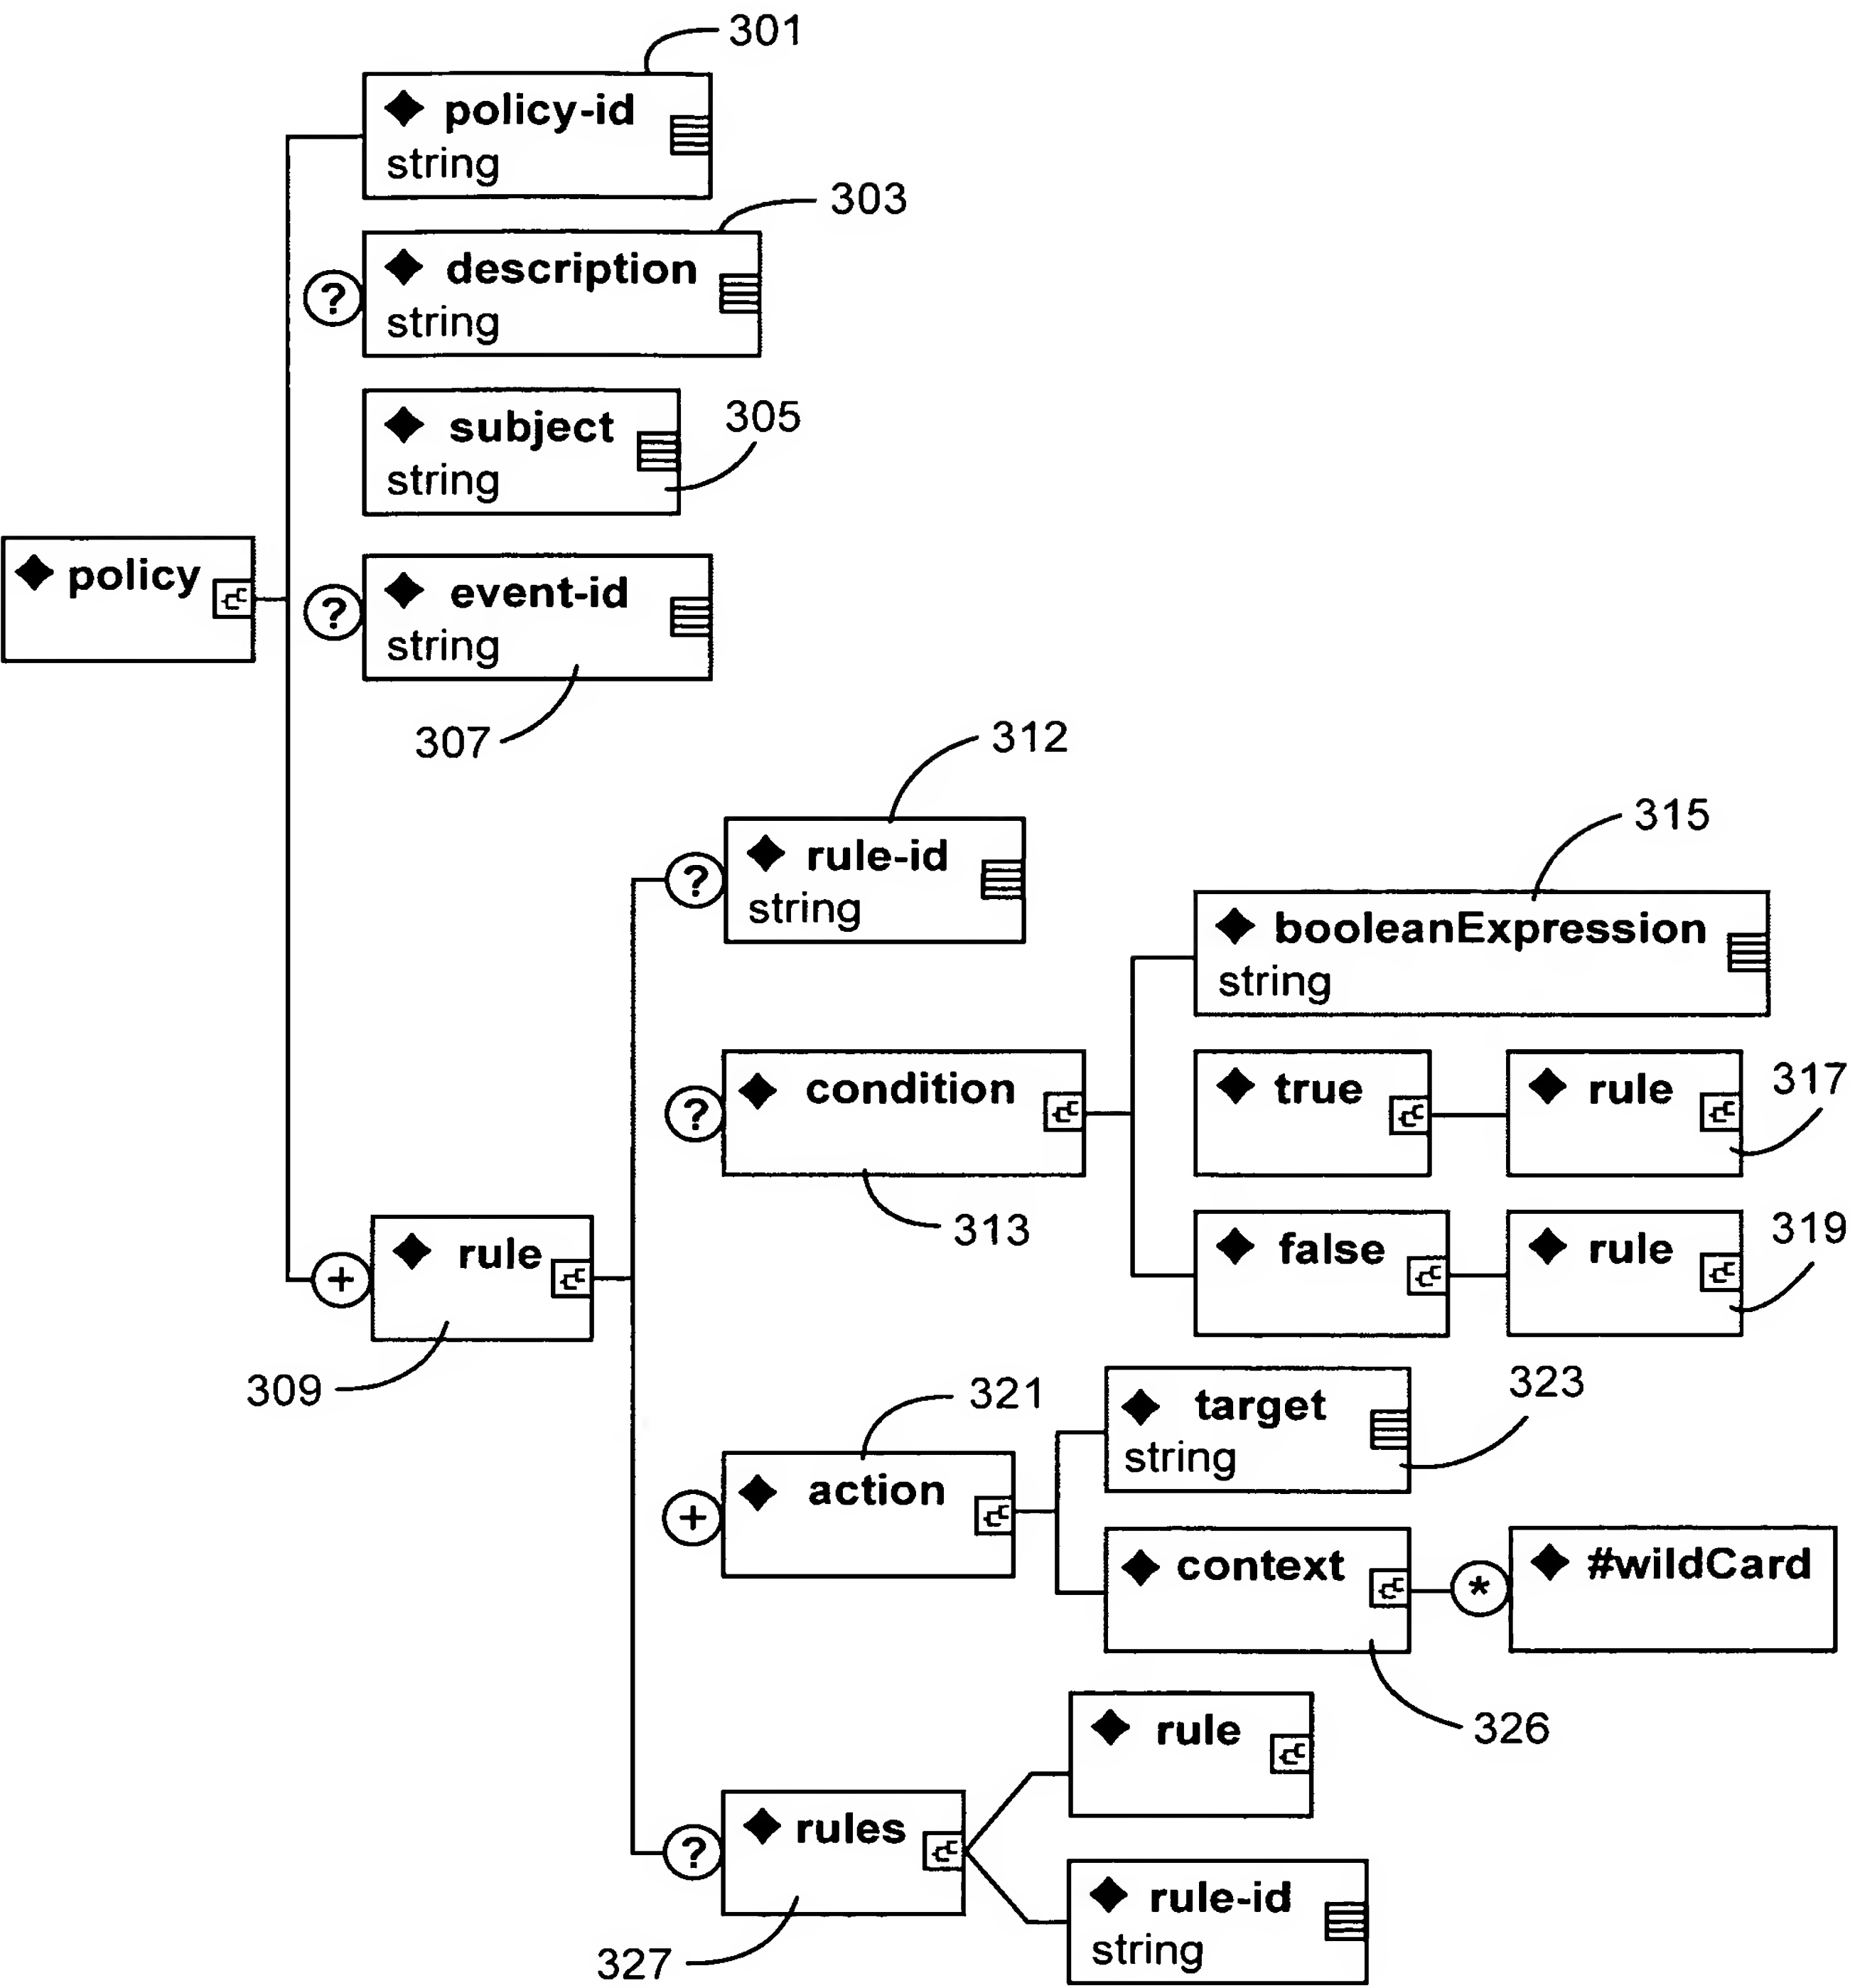 301
policy-id
string
303
? description
string
subject
string
305
policy
? event-id
string
307
312
? rule-id
string
315
booleanExpression
string
? condition
true
rule
317
313
false
rule
319
+ rule
309
321
+ action
target
string
323
context
* #wildCard
326
rule
? rules
327
rule-id
string